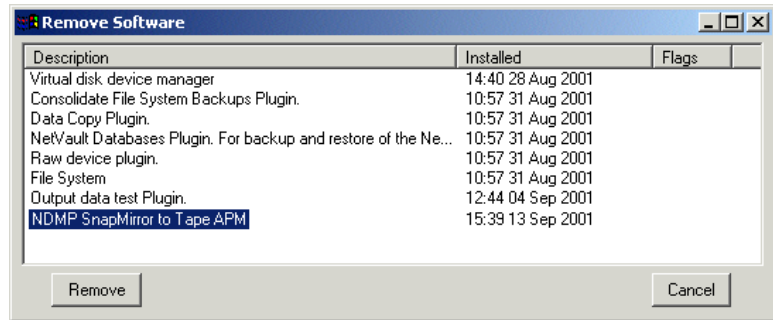 Remove Software
Description Installed Flags
Virtual disk device manager 14:40 28 Aug 2001
Consolidate File System Backups Plugin. 10:57 31 Aug 2001
Data Copy Plugin. 10:57 31 Aug 2001
NetVault Databases Plugin. For backup and restore of the Ne... 10:57 31 Aug 2001
Raw device plugin. 10:57 31 Aug 2001
File System 10:57 31 Aug 2001
Output data test Plugin. 12:44 04 Sep 2001
NDMP SnapMirror to Tape APM 15:39 13 Sep 2001
Remove Cancel